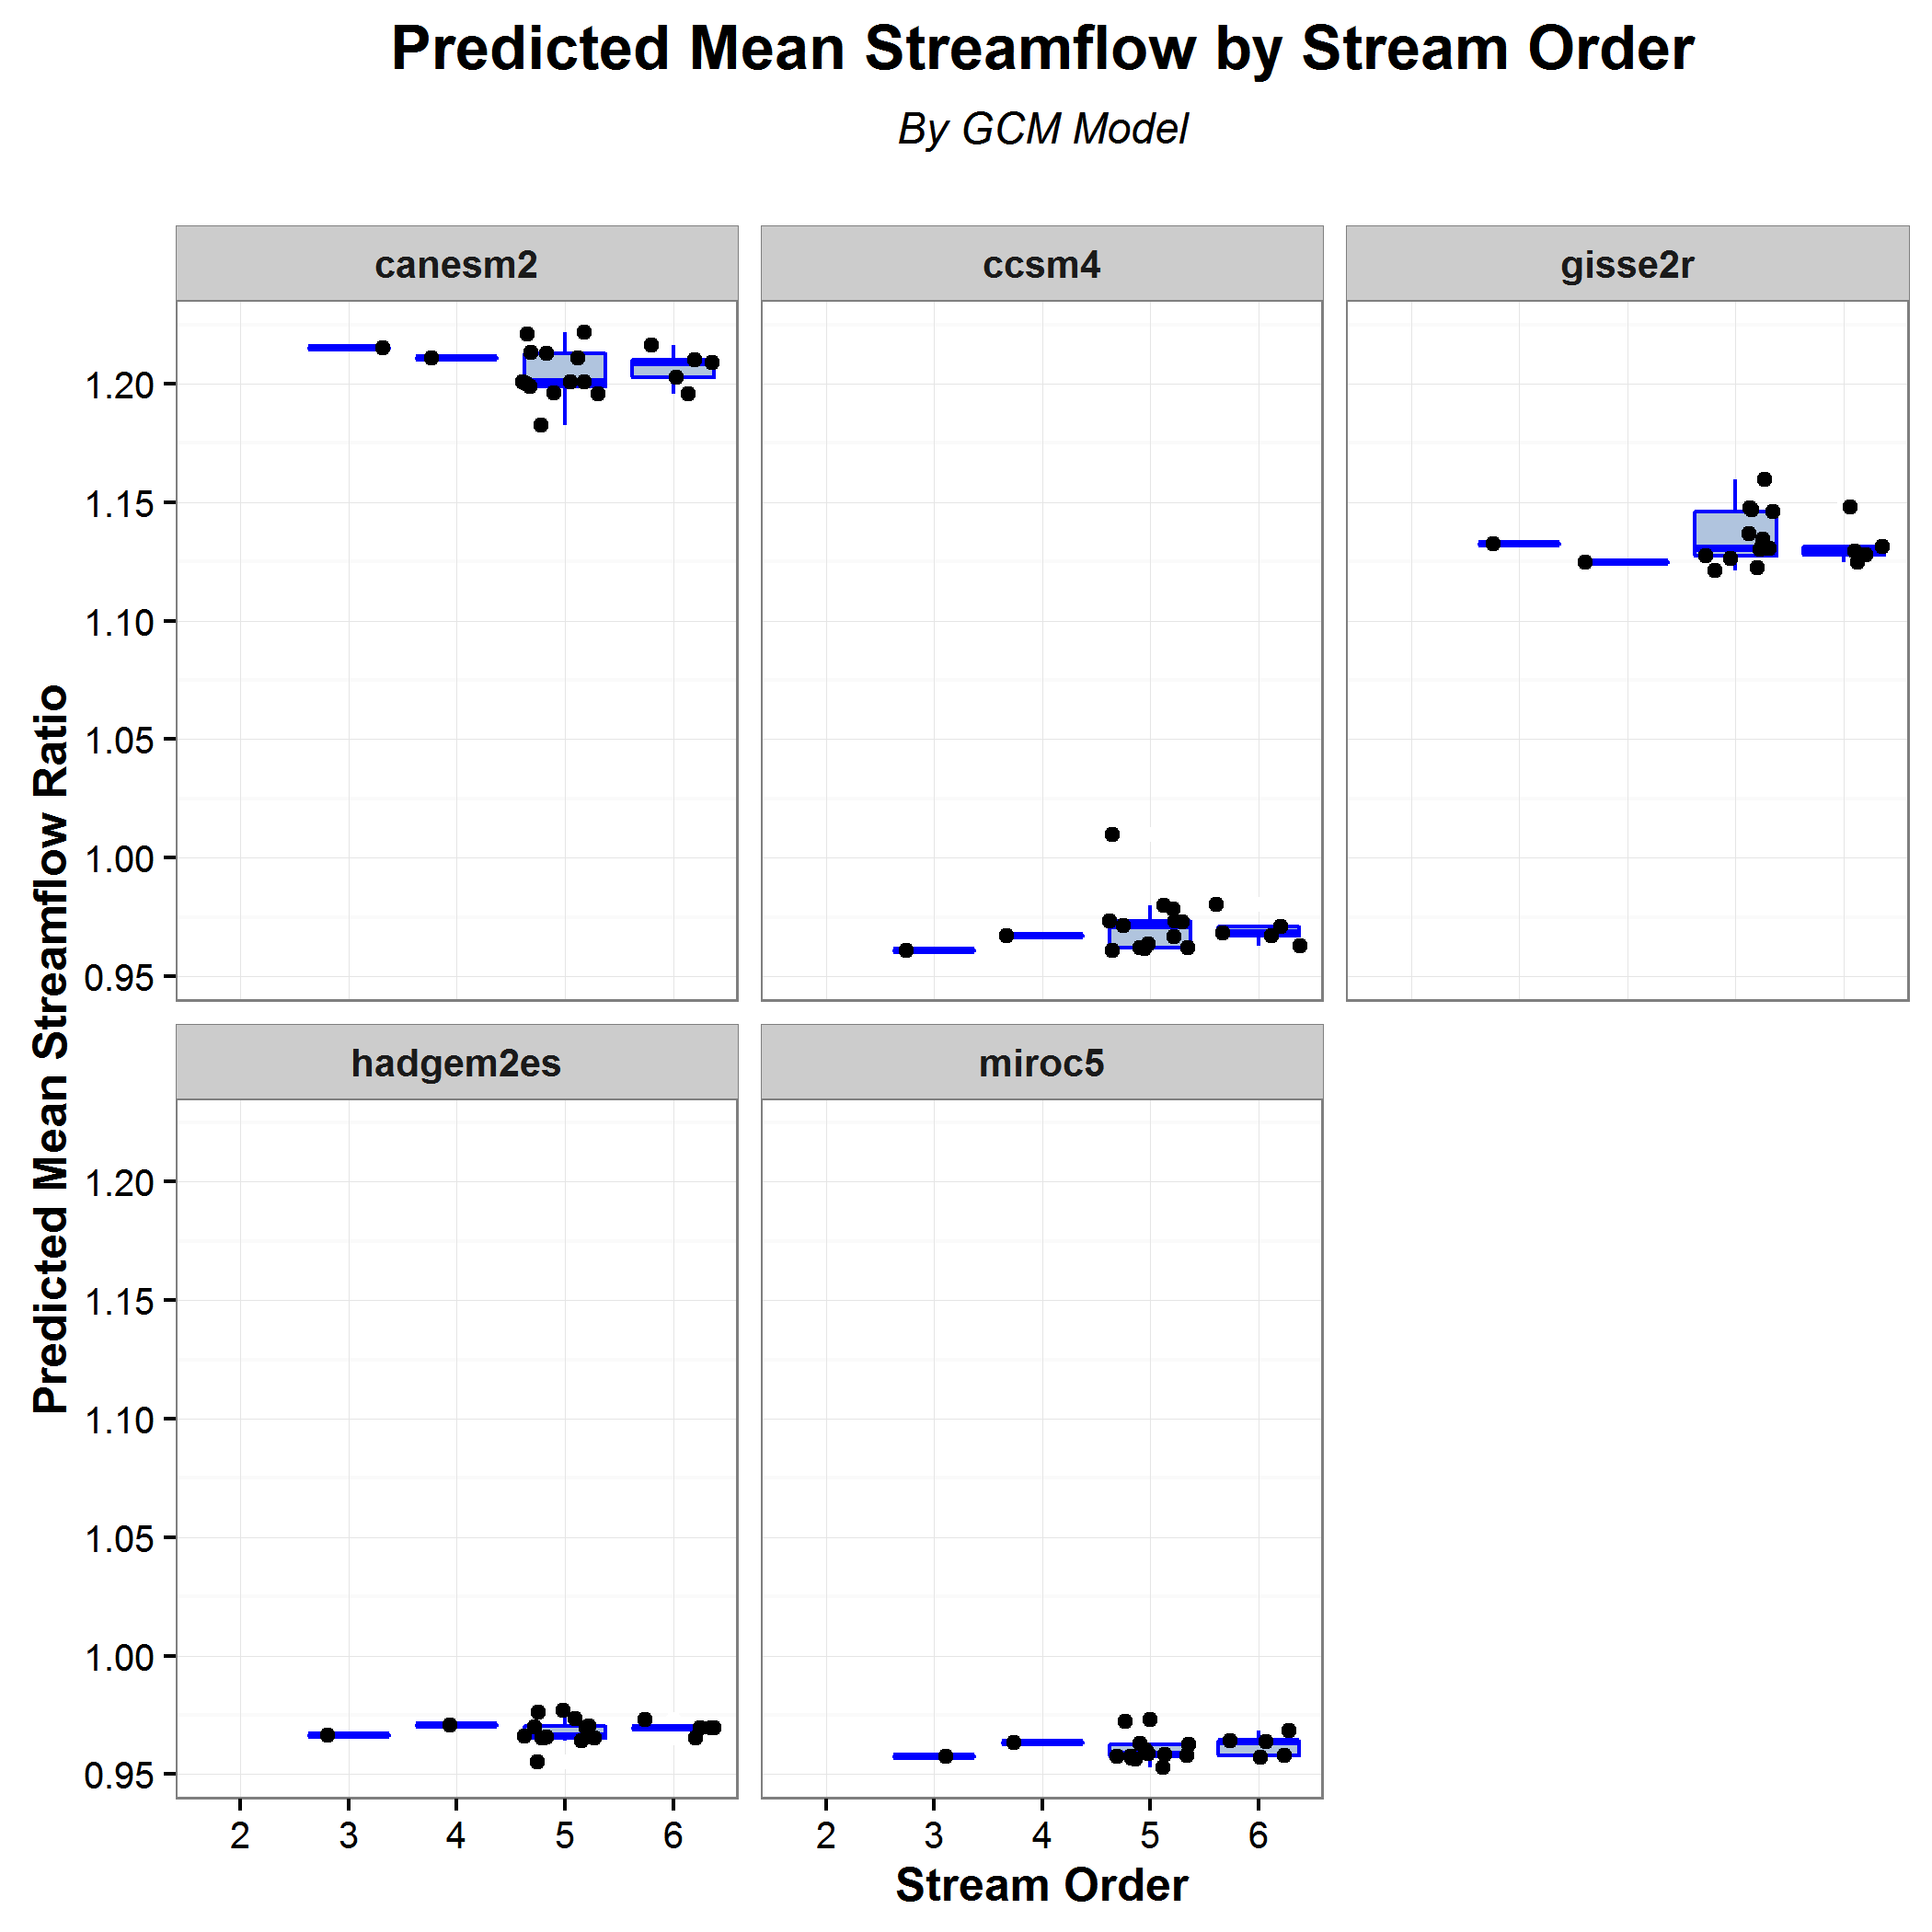 Predicted Mean Streamflow by Stream Order
By GCM Model
canesm2
ccsm4
gisse2r
Predicted Mean Streamflow Ratio
1.20
1.15
1.10
1.05
1.00
0.95
hadgem2es
miroc5
1.20
1.15
1.10
1.05
1.00
0.95
2 3 4 5 6
2 3 4 5 6
Stream Order